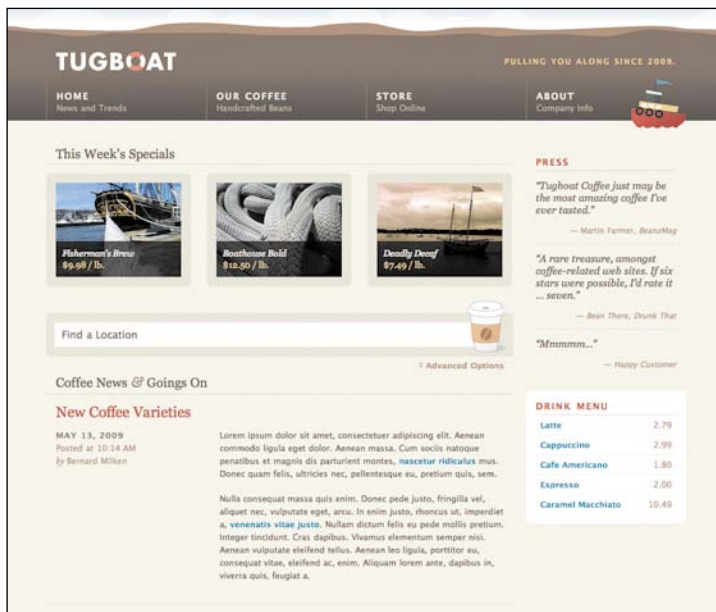 TUGBOAT
PULLING YOU ALONG SINCE 2009.
HOME
News and Trends
OUR COFFEE
Handcrafted Beans
STORE
Shop Online
ABOUT
Company Info
This Week's Specials
Fisherman's Brew
$9.98 / lb.
Boathouse Bold
$12.50 / lb.
Deadly Decaf
$7.49 / lb.
Find a Location
Advanced Options
Coffee News & Goings On
New Coffee Varieties
MAY 13, 2009
Posted at 10:14 AM
by Bernard Milken
Lorem ipsum dolor sit amet, consectetuer adipiscing elit. Aenean
commodo ligula eget dolor. Aenean massa. Cum sociis natoque
penatibus et magnis dis parturient montes, nascetur ridiculus mus.
Donec quam felis, ultricies nec, pellentesque eu, pretium quis, sem.
Nulla consequat massa quis enim. Donec pede justo, fringilla vel,
aliquet nec, vulputate eget, arcu. In enim justo, rhoncus ut, imperdiet
a, venenatis vitae justo. Nullam dictum felis eu pede mollis pretium.
Integer tincidunt. Cras dapibus. Vivamus elementum semper nisi.
Aenean vulputate eleifend tellus. Aenean leo ligula, porttitor eu,
consequat vitae, eleifend ac, enim. Aliquam lorem ante, dapibus in,
viverra quis, feugiat a.
PRESS
"Tugboat Coffee just may be
the most amazing coffee I've
ever tasted."
— Martin Farmer, BeanzMag
"A rare treasure, amongst
coffee-related web sites. If six
stars were possible, I'd rate it
... seven."
— Bean There, Drunk That
"Mmmmm..."
— Happy Customer
DRINK MENU
Latte 2.79
Cappuccino 2.99
Cafe Americano 1.80
Espresso 2.00
Caramel Macchiato 10.49